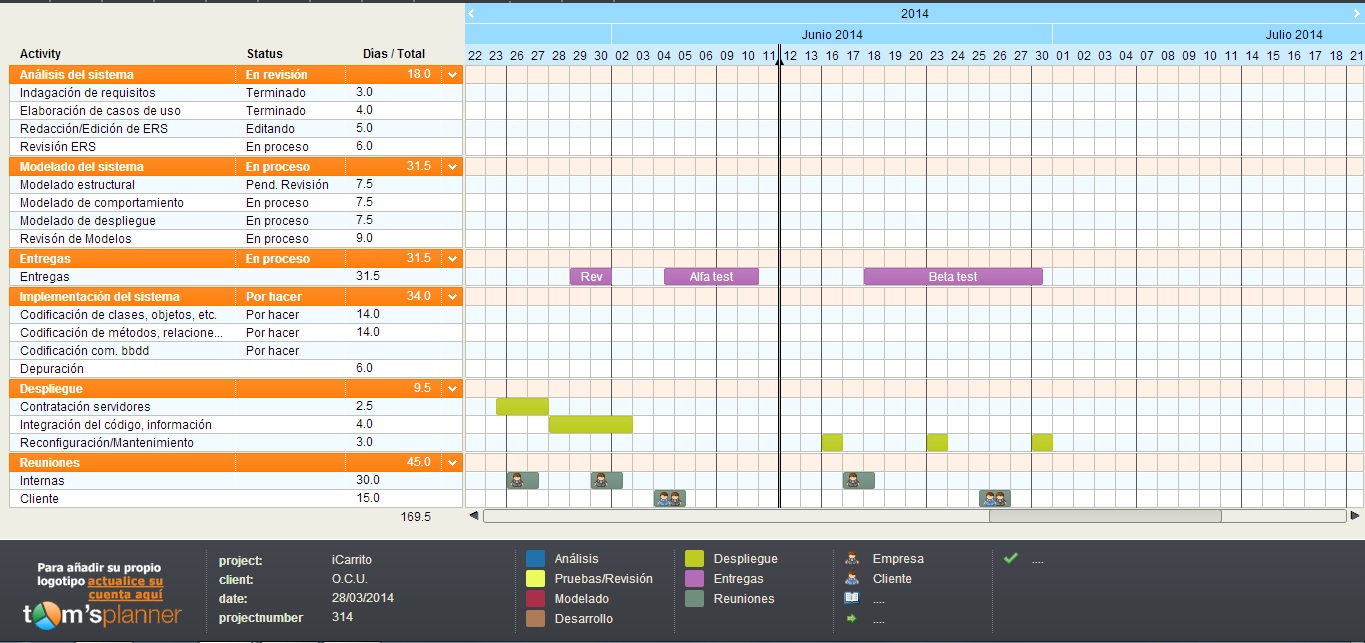 2014
Junio 2014 Julio 2014
Activity Status Días / Total 22 23 26 27 28 29 30 02 03 04 05 06 09 10 11 12 13 16 17 18 19 20 23 24 25 26 27 30 01 02 03 04 07 08 09 10 11 14 15 16 17 18 21
Análisis del sistema En revisión 18.0
Indagación de requisitos Terminado 3.0
Elaboración de casos de uso Terminado 4.0
Redacción/Edición de ERS Editando 5.0
Revisión ERS En proceso 6.0
Modelado del sistema En proceso 31.5
Modelado estructural Pend. Revisión 7.5
Modelado de comportamiento En proceso 7.5
Modelado de despliegue En proceso 7.5
Revisón de Modelos En proceso 9.0
Entregas En proceso 31.5
Entregas 31.5 Rev Alfa test Beta test
Implementación del sistema Por hacer 34.0
Codificación de clases, objetos, etc. Por hacer 14.0
Codificación de métodos, relacione... Por hacer 14.0
Codificación com. bbdd Por hacer
Depuración 6.0
Despliegue 9.5
Contratación servidores 2.5
Integración del código, información 4.0
Reconfiguración/Mantenimiento 3.0
Reuniones 45.0
Internas 30.0
Cliente 15.0
169.5
Para añadir su propio
logotipo actualice su
cuenta aquí
tom'splanner
project: iCarrito
client: O.C.U.
date: 28/03/2014
projectnumber 314
Análisis
Pruebas/Revisión
Modelado
Desarrollo
Despliegue
Entregas
Reuniones
Empresa
Cliente
....
....
....